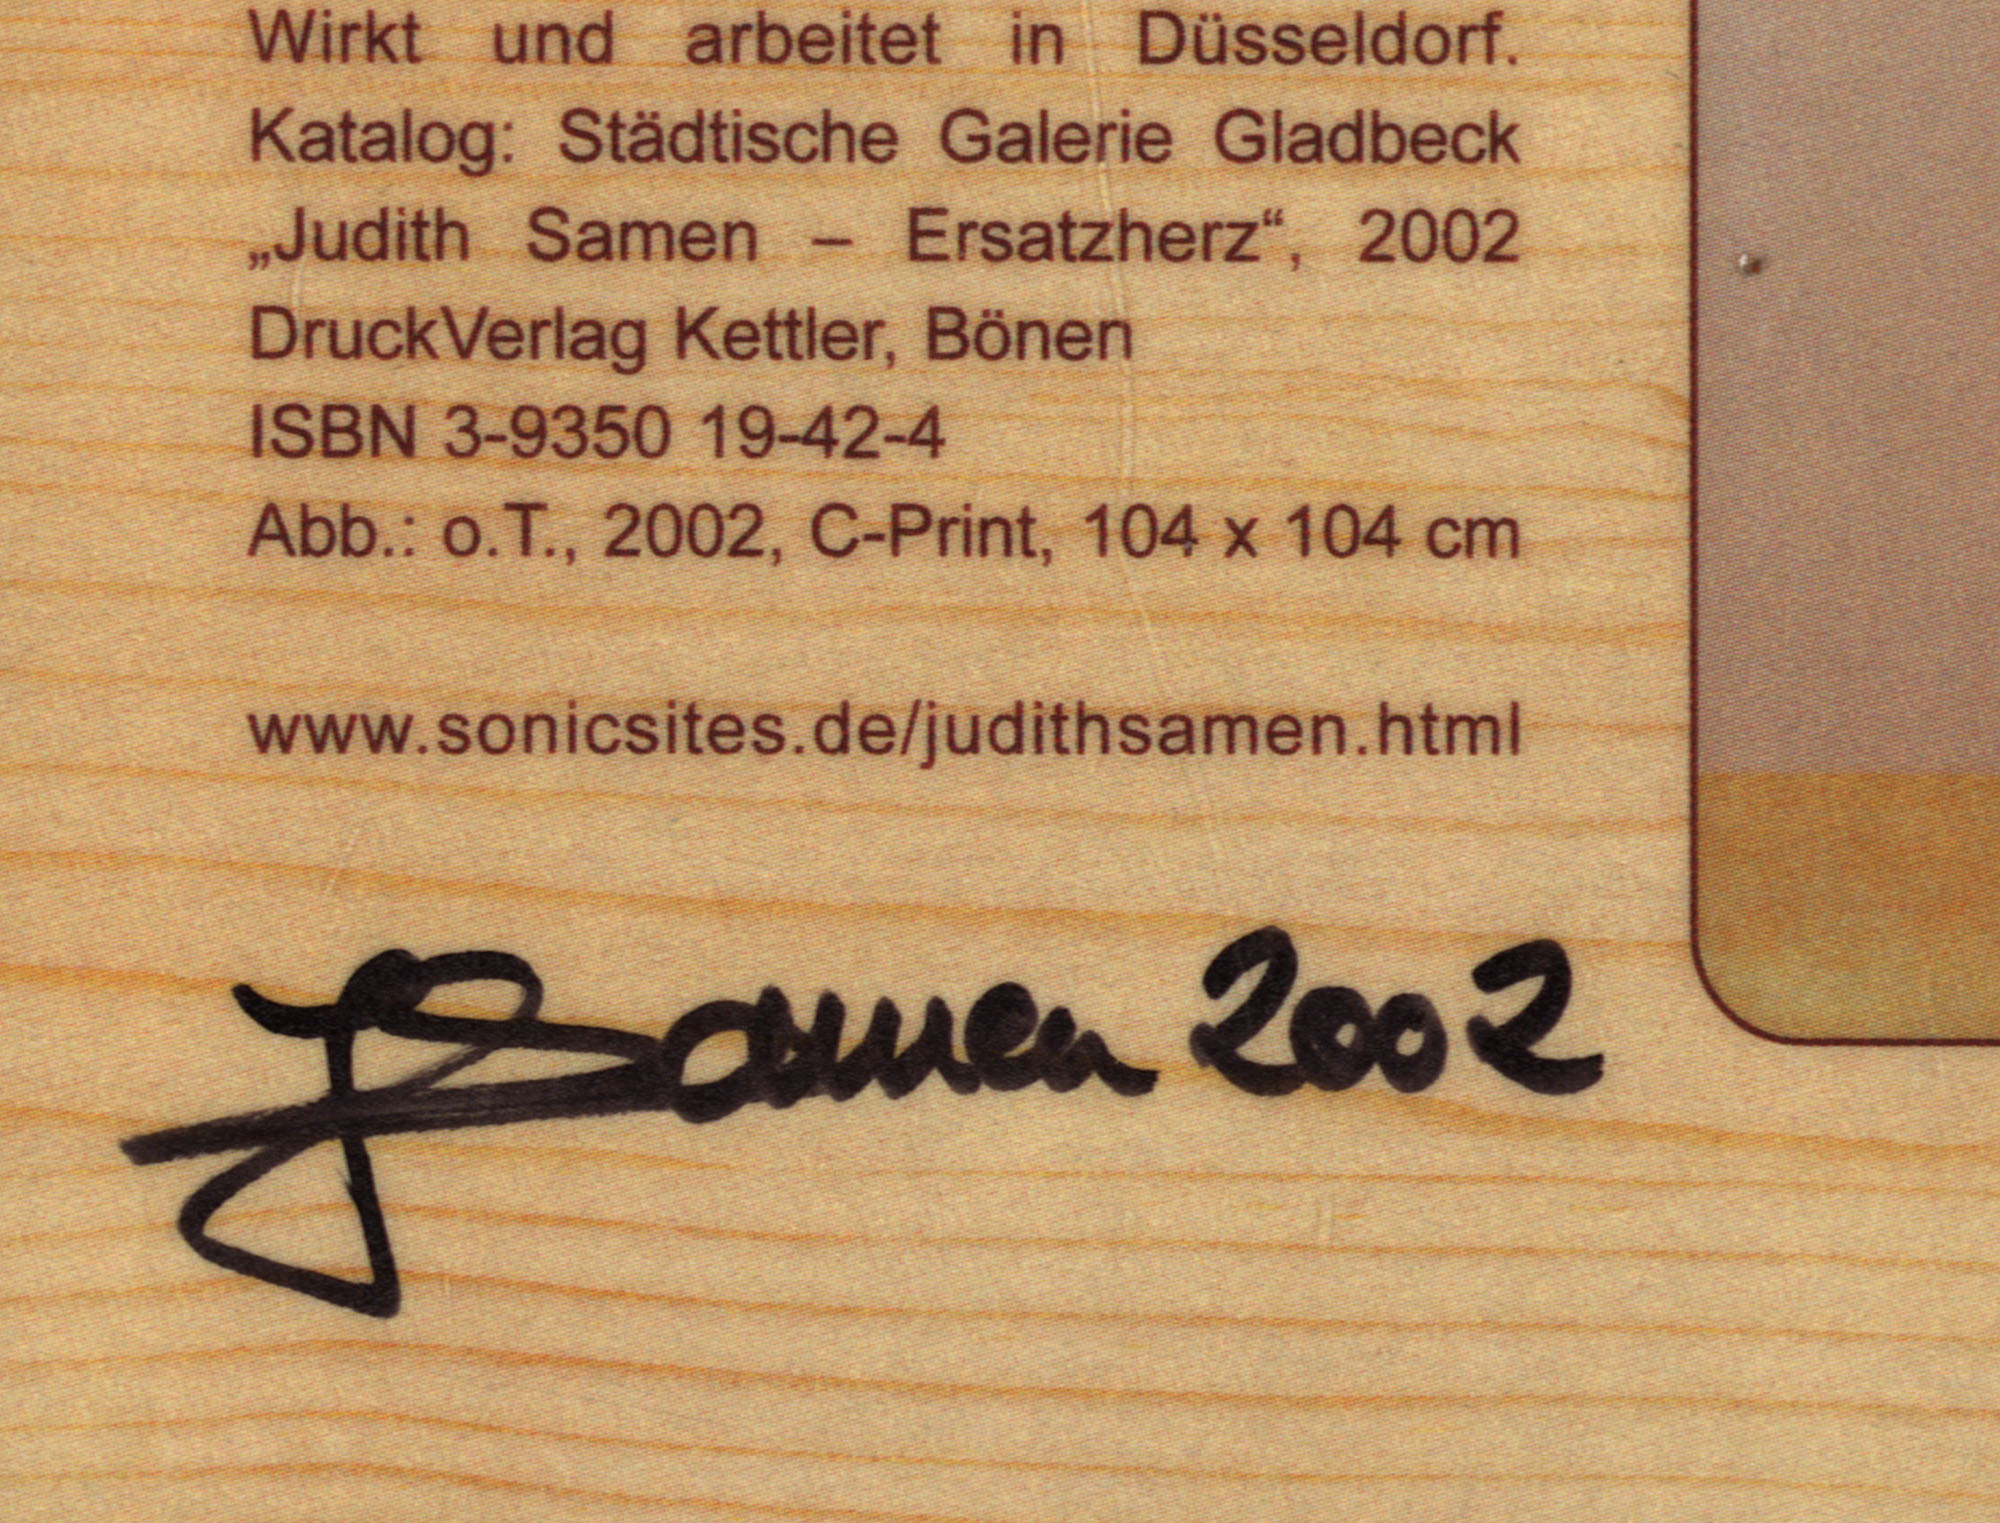 Wirkt und arbeitet in Düsseldorf.
Katalog: Städtische Galerie Gladbeck
„Judith Samen – Ersatzherz“, 2002
DruckVerlag Kettler, Bönen
ISBN 3-9350 19-42-4
Abb.: o.T., 2002, C-Print, 104 x 104 cm
www.sonicsites.de/judithsamen.html
J Samen 2002